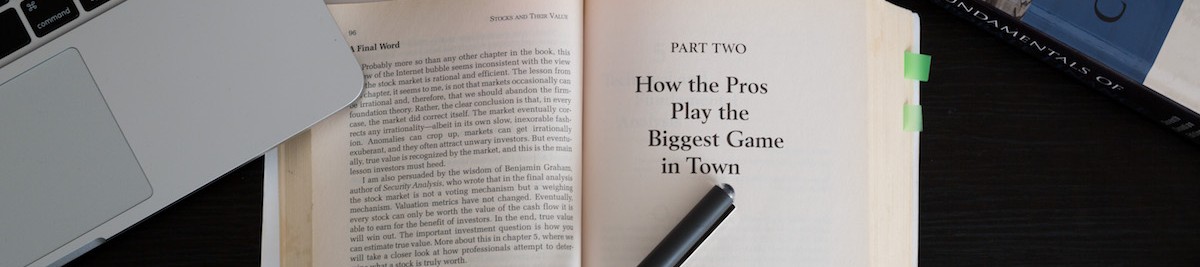 command
96
STOCKS AND THEIR VALUE
A Final Word
Probably more so than any other chapter in the book, this
of the Internet bubble seems inconsistent with the view
the stock market is rational and efficient. The lesson from
chapter, it seems to me, is not that markets occasionally can
be irrational and, therefore, that we should abandon the firm-
foundation theory. Rather, the clear conclusion is that, in every
case, the market did correct itself. The market eventually cor-
rects any irrationality—albeit in its own slow, inexorable fash-
ion. Anomalies can crop up, markets can get irrationally
exuberant, and they often attract unwary investors. But eventu-
ally, true value is recognized by the market, and this is the main
lesson investors must heed.
I am also persuaded by the wisdom of Benjamin Graham,
author of Security Analysis, who wrote that in the final analysis
the stock market is not a voting mechanism but a weighing
mechanism. Valuation metrics have not changed. Eventually,
every stock can only be worth the value of the cash flow it is
able to earn for the benefit of investors. In the end, true value
will win out. The important investment question is how you
can estimate true value. More about this in chapter 5, where we
will take a closer look at how professionals attempt to deter-
what a stock is truly worth.
PART TWO
How the Pros
Play the
Biggest Game
in Town
NDAMENTALS OF